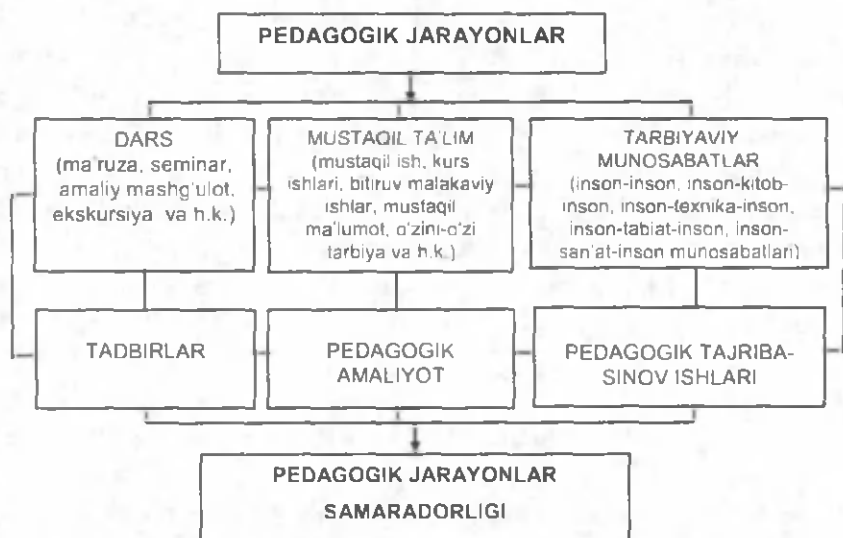 PEDAGOGIK JARAYONLAR
DARS
(ma'ruza, seminar,
amaliy mashg'ulot,
ekskursiya va h.k.)
MUSTAQIL TA'LIM
(mustaqil ish, kurs
ishlari, bitiruv malakaviy
ishlar, mustaqil
ma'lumot, o'zini-o'zi
tarbiya va h.k.)
TARBIYAVIY
MUNOSABATLAR
(inson-inson, inson-kitob-
inson, inson-texnika-inson,
inson-tabiat-inson, inson-
san'at-inson munosabatlari)
TADBIRLAR
PEDAGOGIK
AMALIYOT
PEDAGOGIK TAJRIBA-
SINOV ISHLARI
PEDAGOGIK JARAYONLAR
SAMARADORLIGI